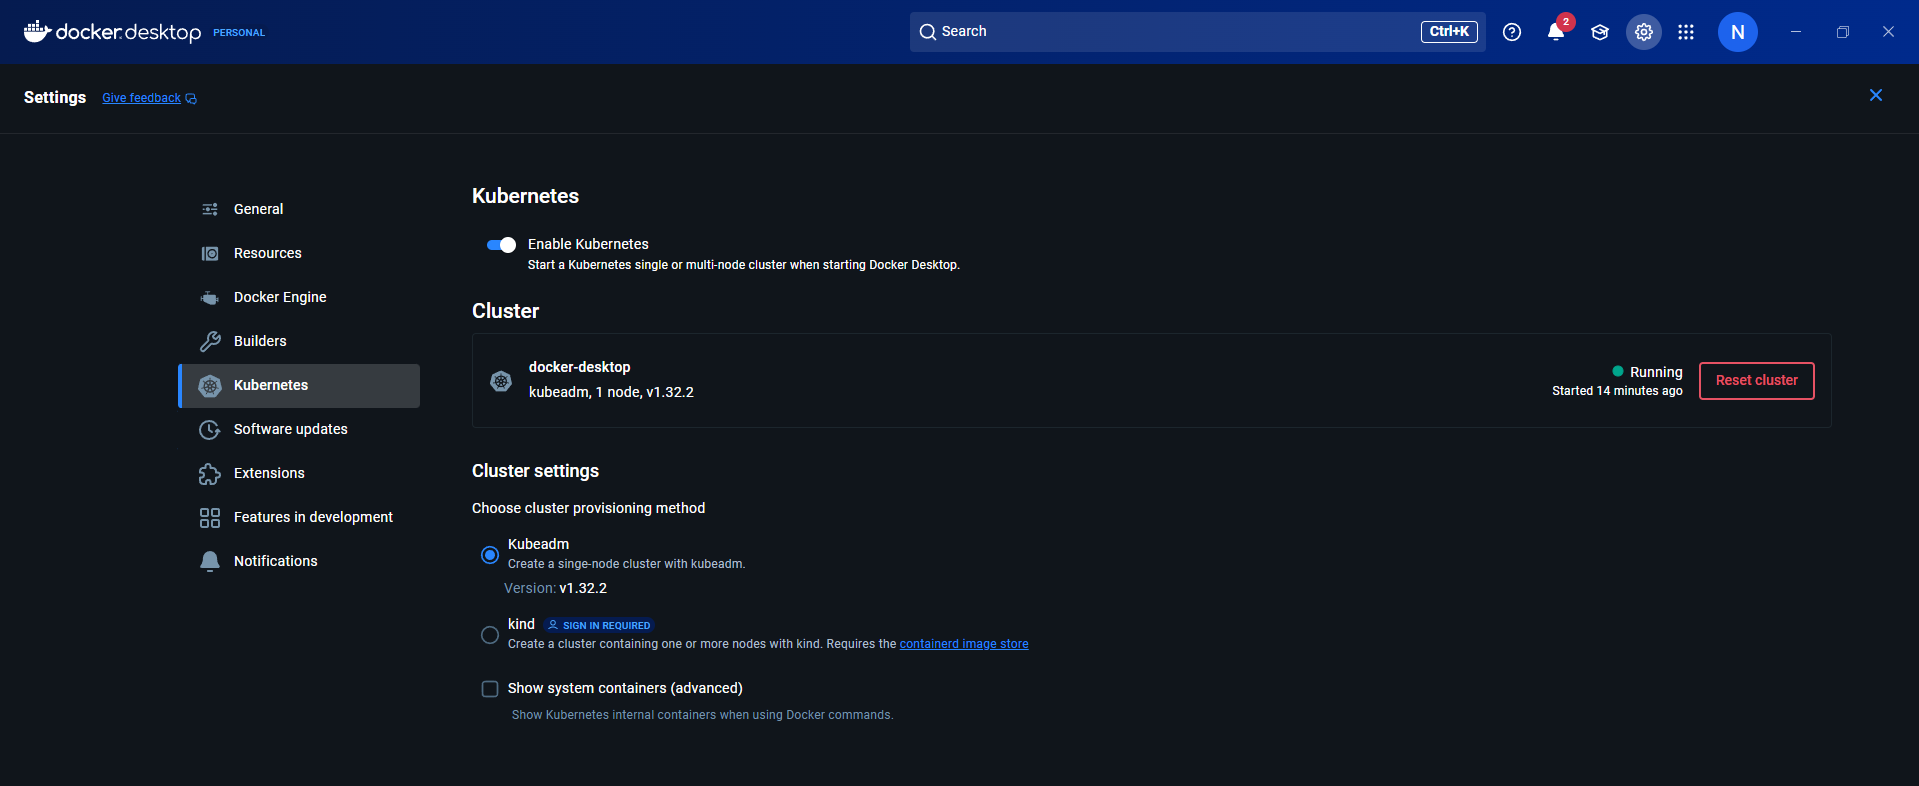 docker desktop PERSONAL
Search Ctrl+K
2
N
Settings Give feedback
General
Resources
Docker Engine
Builders
Kubernetes
Software updates
Extensions
Features in development
Notifications
Kubernetes
Enable Kubernetes
Start a Kubernetes single or multi-node cluster when starting Docker Desktop.
Cluster
docker-desktop
kubeadm, 1 node, v1.32.2
Running
Started 14 minutes ago
Reset cluster
Cluster settings
Choose cluster provisioning method
Kubeadm
Create a singe-node cluster with kubeadm.
Version: v1.32.2
kind SIGN IN REQUIRED
Create a cluster containing one or more nodes with kind. Requires the containerd image store
Show system containers (advanced)
Show Kubernetes internal containers when using Docker commands.